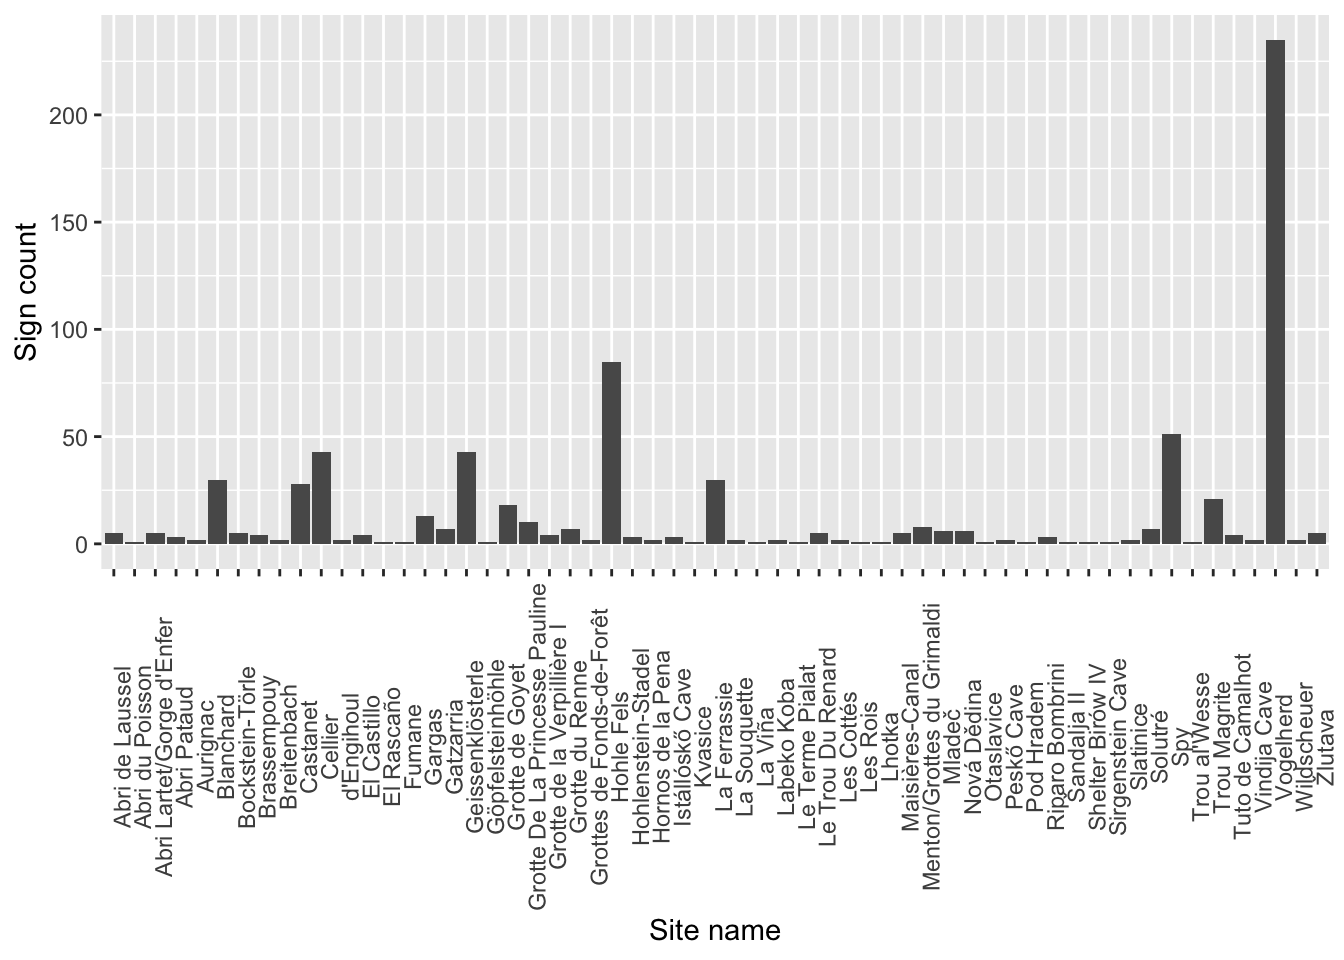 200
150
100
50
0
Sign count
Abri de Laussel
Abri du Poisson
Abri Lartet/Gorge d'Enfer
Abri Pataud
Aurignac
Blanchard
Bockstein-Törle
Brassempouy
Breitenbach
Castanet
Cellier
d'Engihoul
El Castillo
El Rascaño
Fumane
Gargas
Gatzarria
Geissenklösterle
Göpfelsteinhöhle
Grotte de Goyet
Grotte De La Princesse Pauline
Grotte de la Verpillière I
Grotte du Renne
Grottes de Fonds-de-Forêt
Hohle Fels
Hohlenstein-Stadel
Hornos de la Pena
Istállóskő Cave
Kvasice
La Ferrassie
La Souquette
La Viña
Labeko Koba
Le Terme Pialat
Le Trou Du Renard
Les Cottés
Les Rois
Lhotka
Maisières-Canal
Menton/Grottes du Grimaldi
Mladeč
Nová Dědina
Otaslavice
Peskő Cave
Pod Hradem
Riparo Bombrini
Sandalja II
Shelter Birów IV
Sirgenstein Cave
Slatinice
Solutré
Spy
Trou al'Wesse
Trou Magrite
Tuto de Camalhot
Vindija Cave
Vogelherd
Wildscheuer
Zlutava
Site name